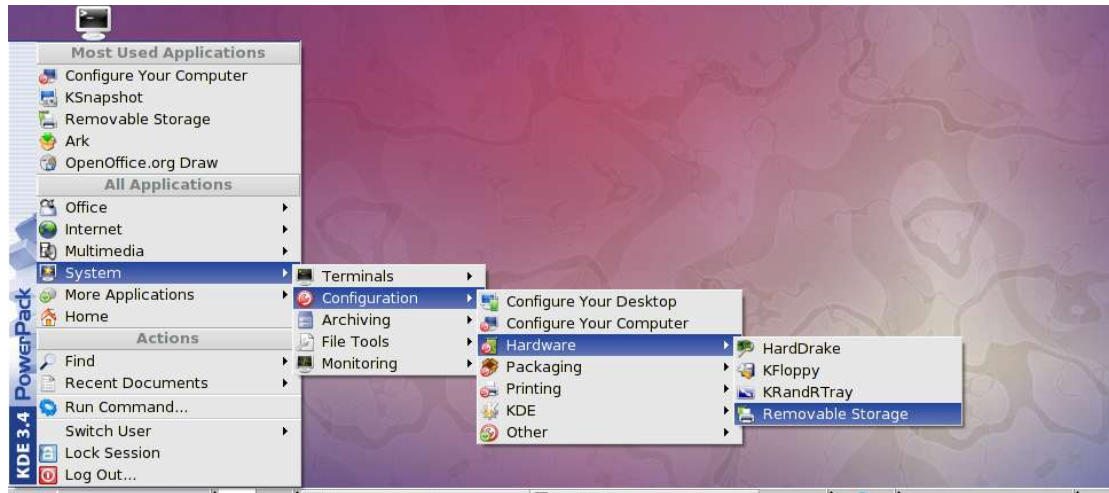 Most Used Applications
Configure Your Computer
KSnapshot
Removable Storage
Ark
OpenOffice.org Draw
All Applications
Office
Internet
Multimedia
System
More Applications
Home
Actions
Find
Recent Documents
Run Command...
Switch User
Lock Session
Log Out...
KDE 3.4 PowerPack
Terminals
Configuration
Archiving
File Tools
Monitoring
Configure Your Desktop
Configure Your Computer
Hardware
Packaging
Printing
KDE
Other
HardDrake
KFloppy
KRandRTray
Removable Storage